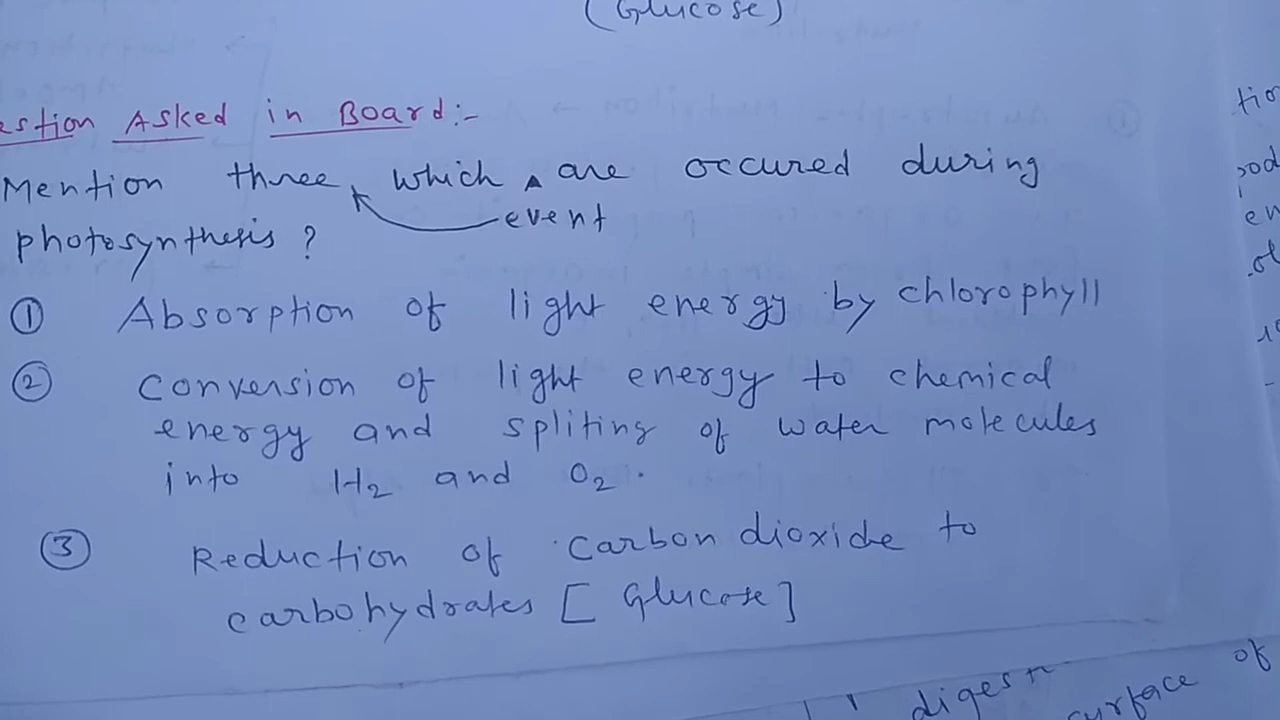 (Glucose)
estion Asked in Board:-
Mention three which are occured during
event
photosynthesis ?
① Absorption of light energy by chlorophyll
② Conversion of light energy to chemical
energy and spliting of water molecules
into H₂ and O₂.
③ Reduction of Carbon dioxide to
carbohydrates [Glucose]
digest
surface of